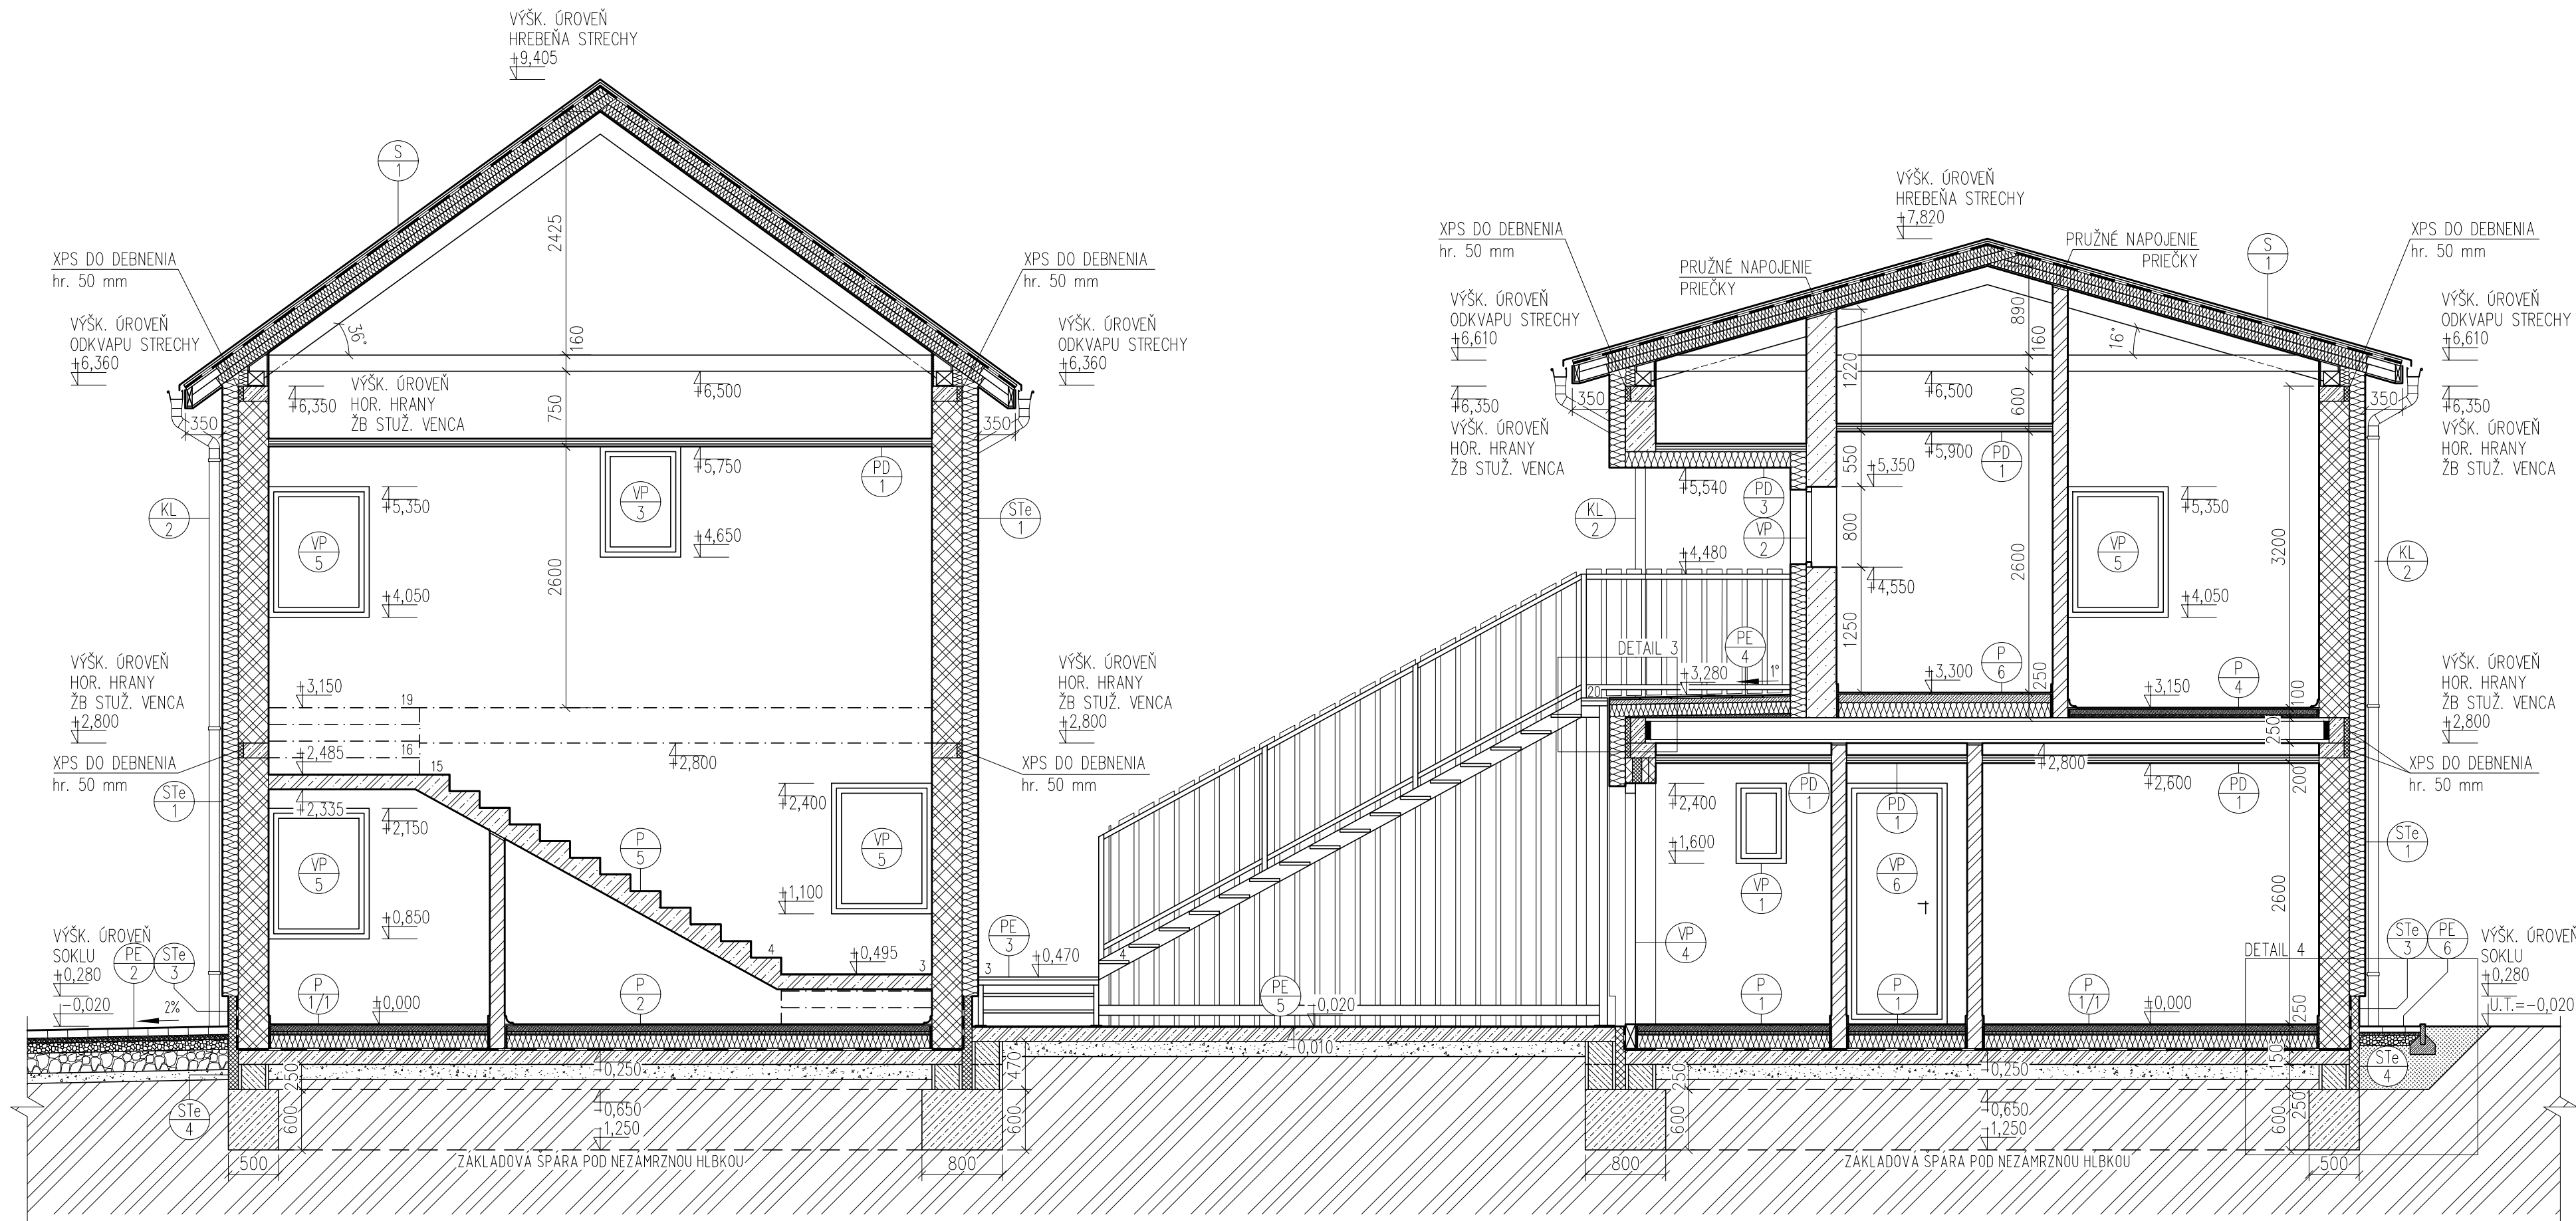 VÝŠK. ÚROVEŇ
HREBEŇA STRECHY
+9,405
S
1
XPS DO DEBNENIA
hr. 50 mm
VÝŠK. ÚROVEŇ
ODKVAPU STRECHY
+6,360
36°
2425
160
750
2600
+6,350
VÝŠK. ÚROVEŇ
HOR. HRANY
ŽB STUŽ. VENCA
+6,500
350
350
XPS DO DEBNENIA
hr. 50 mm
VÝŠK. ÚROVEŇ
ODKVAPU STRECHY
+6,360
+5,750
PD
1
VP
3
+5,350
+4,650
KL
2
VP
5
STe
1
+4,050
VÝŠK. ÚROVEŇ
HOR. HRANY
ŽB STUŽ. VENCA
+2,800
XPS DO DEBNENIA
hr. 50 mm
STe
1
+3,150
19
+2,485
16
15
+2,800
+2,335
+2,150
+2,400
VP
5
P
5
VP
5
+1,100
+0,850
VÝŠK. ÚROVEŇ
HOR. HRANY
ŽB STUŽ. VENCA
+2,800
XPS DO DEBNENIA
hr. 50 mm
VÝŠK. ÚROVEŇ
SOKLU
+0,280
-0,020
PE
2
STe
3
2%
P
1/1
+0,000
P
2
4
+0,495
3
PE
3
3
+0,470
4
PE
5
-0,020
-0,010
-0,250
250
470
-0,650
-1,250
600
600
STe
4
500
ZÁKLADOVÁ ŠPÁRA POD NEZÁMRZNOU HĹBKOU
800
VÝŠK. ÚROVEŇ
HREBEŇA STRECHY
+7,820
XPS DO DEBNENIA
hr. 50 mm
PRUŽNÉ NAPOJENIE
PRIEČKY
PRUŽNÉ NAPOJENIE
PRIEČKY
S
1
XPS DO DEBNENIA
hr. 50 mm
VÝŠK. ÚROVEŇ
ODKVAPU STRECHY
+6,610
+6,350
VÝŠK. ÚROVEŇ
HOR. HRANY
ŽB STUŽ. VENCA
350
890
160
16°
1220
+6,500
600
350
VÝŠK. ÚROVEŇ
ODKVAPU STRECHY
+6,610
+6,350
VÝŠK. ÚROVEŇ
HOR. HRANY
ŽB STUŽ. VENCA
+5,900
PD
1
550
+5,350
+5,540
PD
3
VP
2
KL
2
800
+4,550
2600
1250
+4,480
+5,350
VP
5
+4,050
3200
KL
2
DETAIL 3
PE
4
20
+3,280
1°
+3,300
P
6
250
+3,150
P
4
100
250
VÝŠK. ÚROVEŇ
HOR. HRANY
ŽB STUŽ. VENCA
+2,800
XPS DO DEBNENIA
hr. 50 mm
+2,800
+2,400
PD
1
PD
1
+2,600
PD
1
200
+1,600
VP
1
VP
6
VP
4
2600
STe
1
STe
3
PE
6
DETAIL 4
VÝŠK. ÚROVEŇ
SOKLU
+0,280
U.T.=-0,020
P
1
P
1
P
1/1
+0,000
250
150
-0,250
250
250
STe
4
-0,650
-1,250
600
600
800
ZÁKLADOVÁ ŠPÁRA POD NEZÁMRZNOU HĹBKOU
500